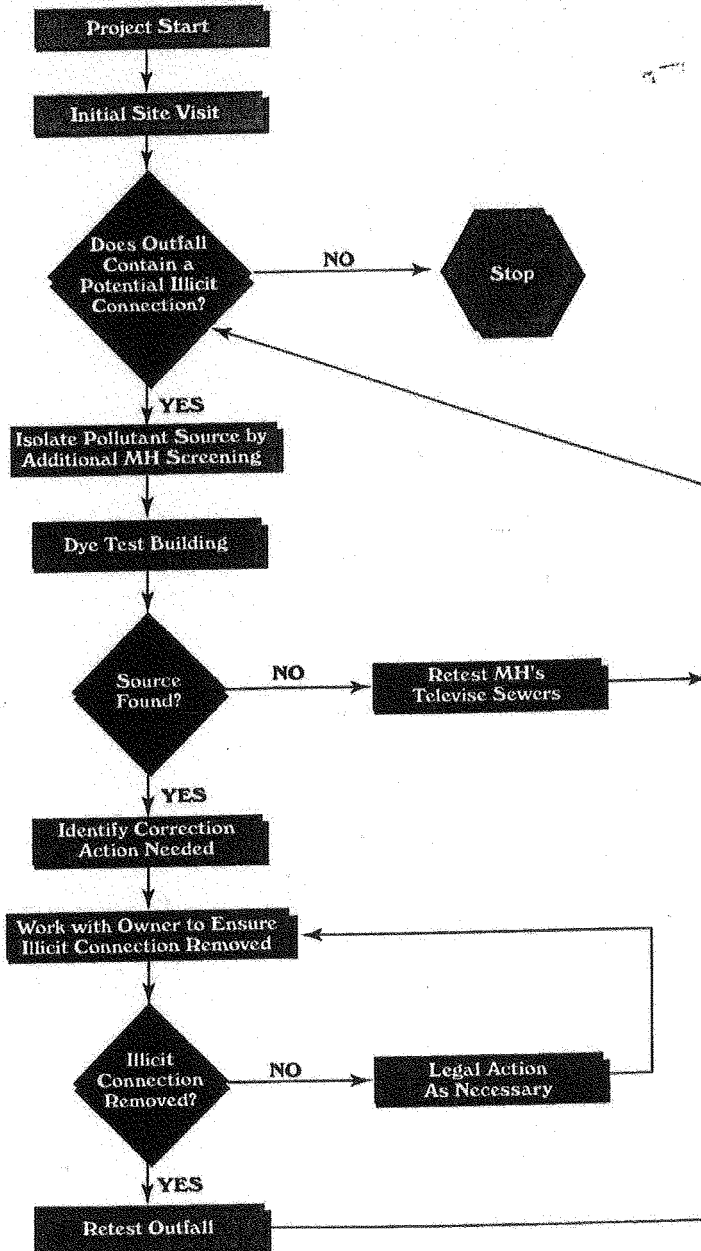 Project Start
Initial Site Visit
Does Outfall
Contain a
Potential Illicit
Connection?
NO
Stop
YES
Isolate Pollutant Source by
Additional MH Screening
Dye Test Building
Source
Found?
NO
Retest MH's
Televise Sewers
YES
Identify Correction
Action Needed
Work with Owner to Ensure
Illicit Connection Removed
Illicit
Connection
Removed?
NO
Legal Action
As Necessary
YES
Retest Outfall